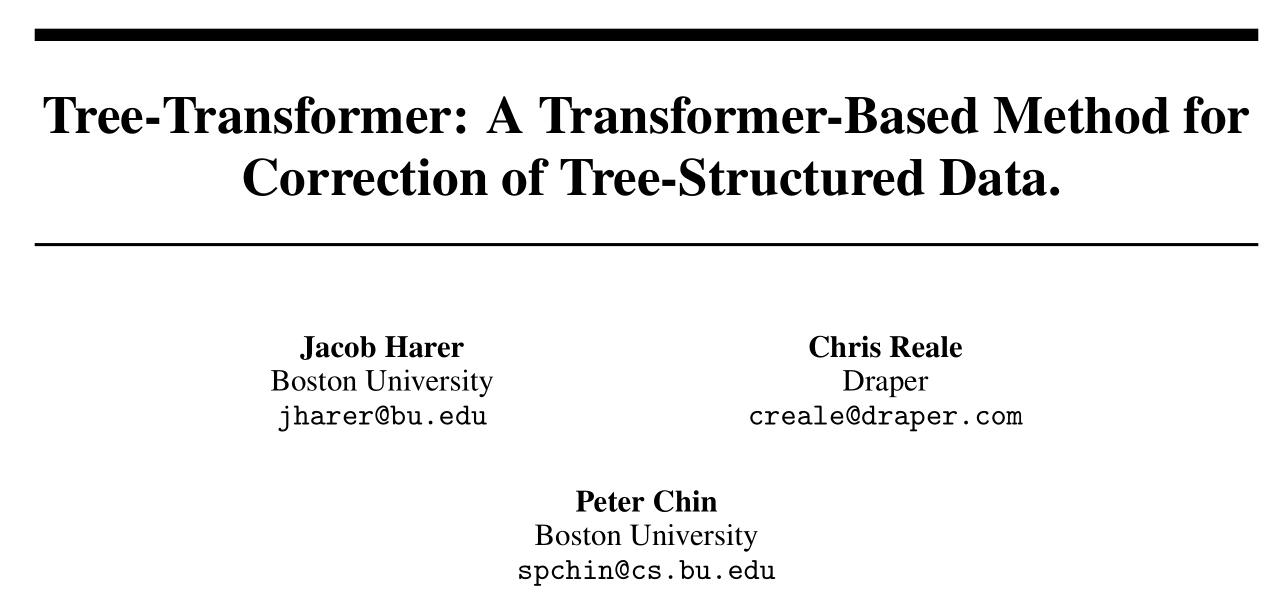 Tree-Transformer: A Transformer-Based Method for
Correction of Tree-Structured Data.
Jacob Harer
Boston University
jharer@bu.edu
Chris Reale
Draper
creale@draper.com
Peter Chin
Boston University
spchin@cs.bu.edu